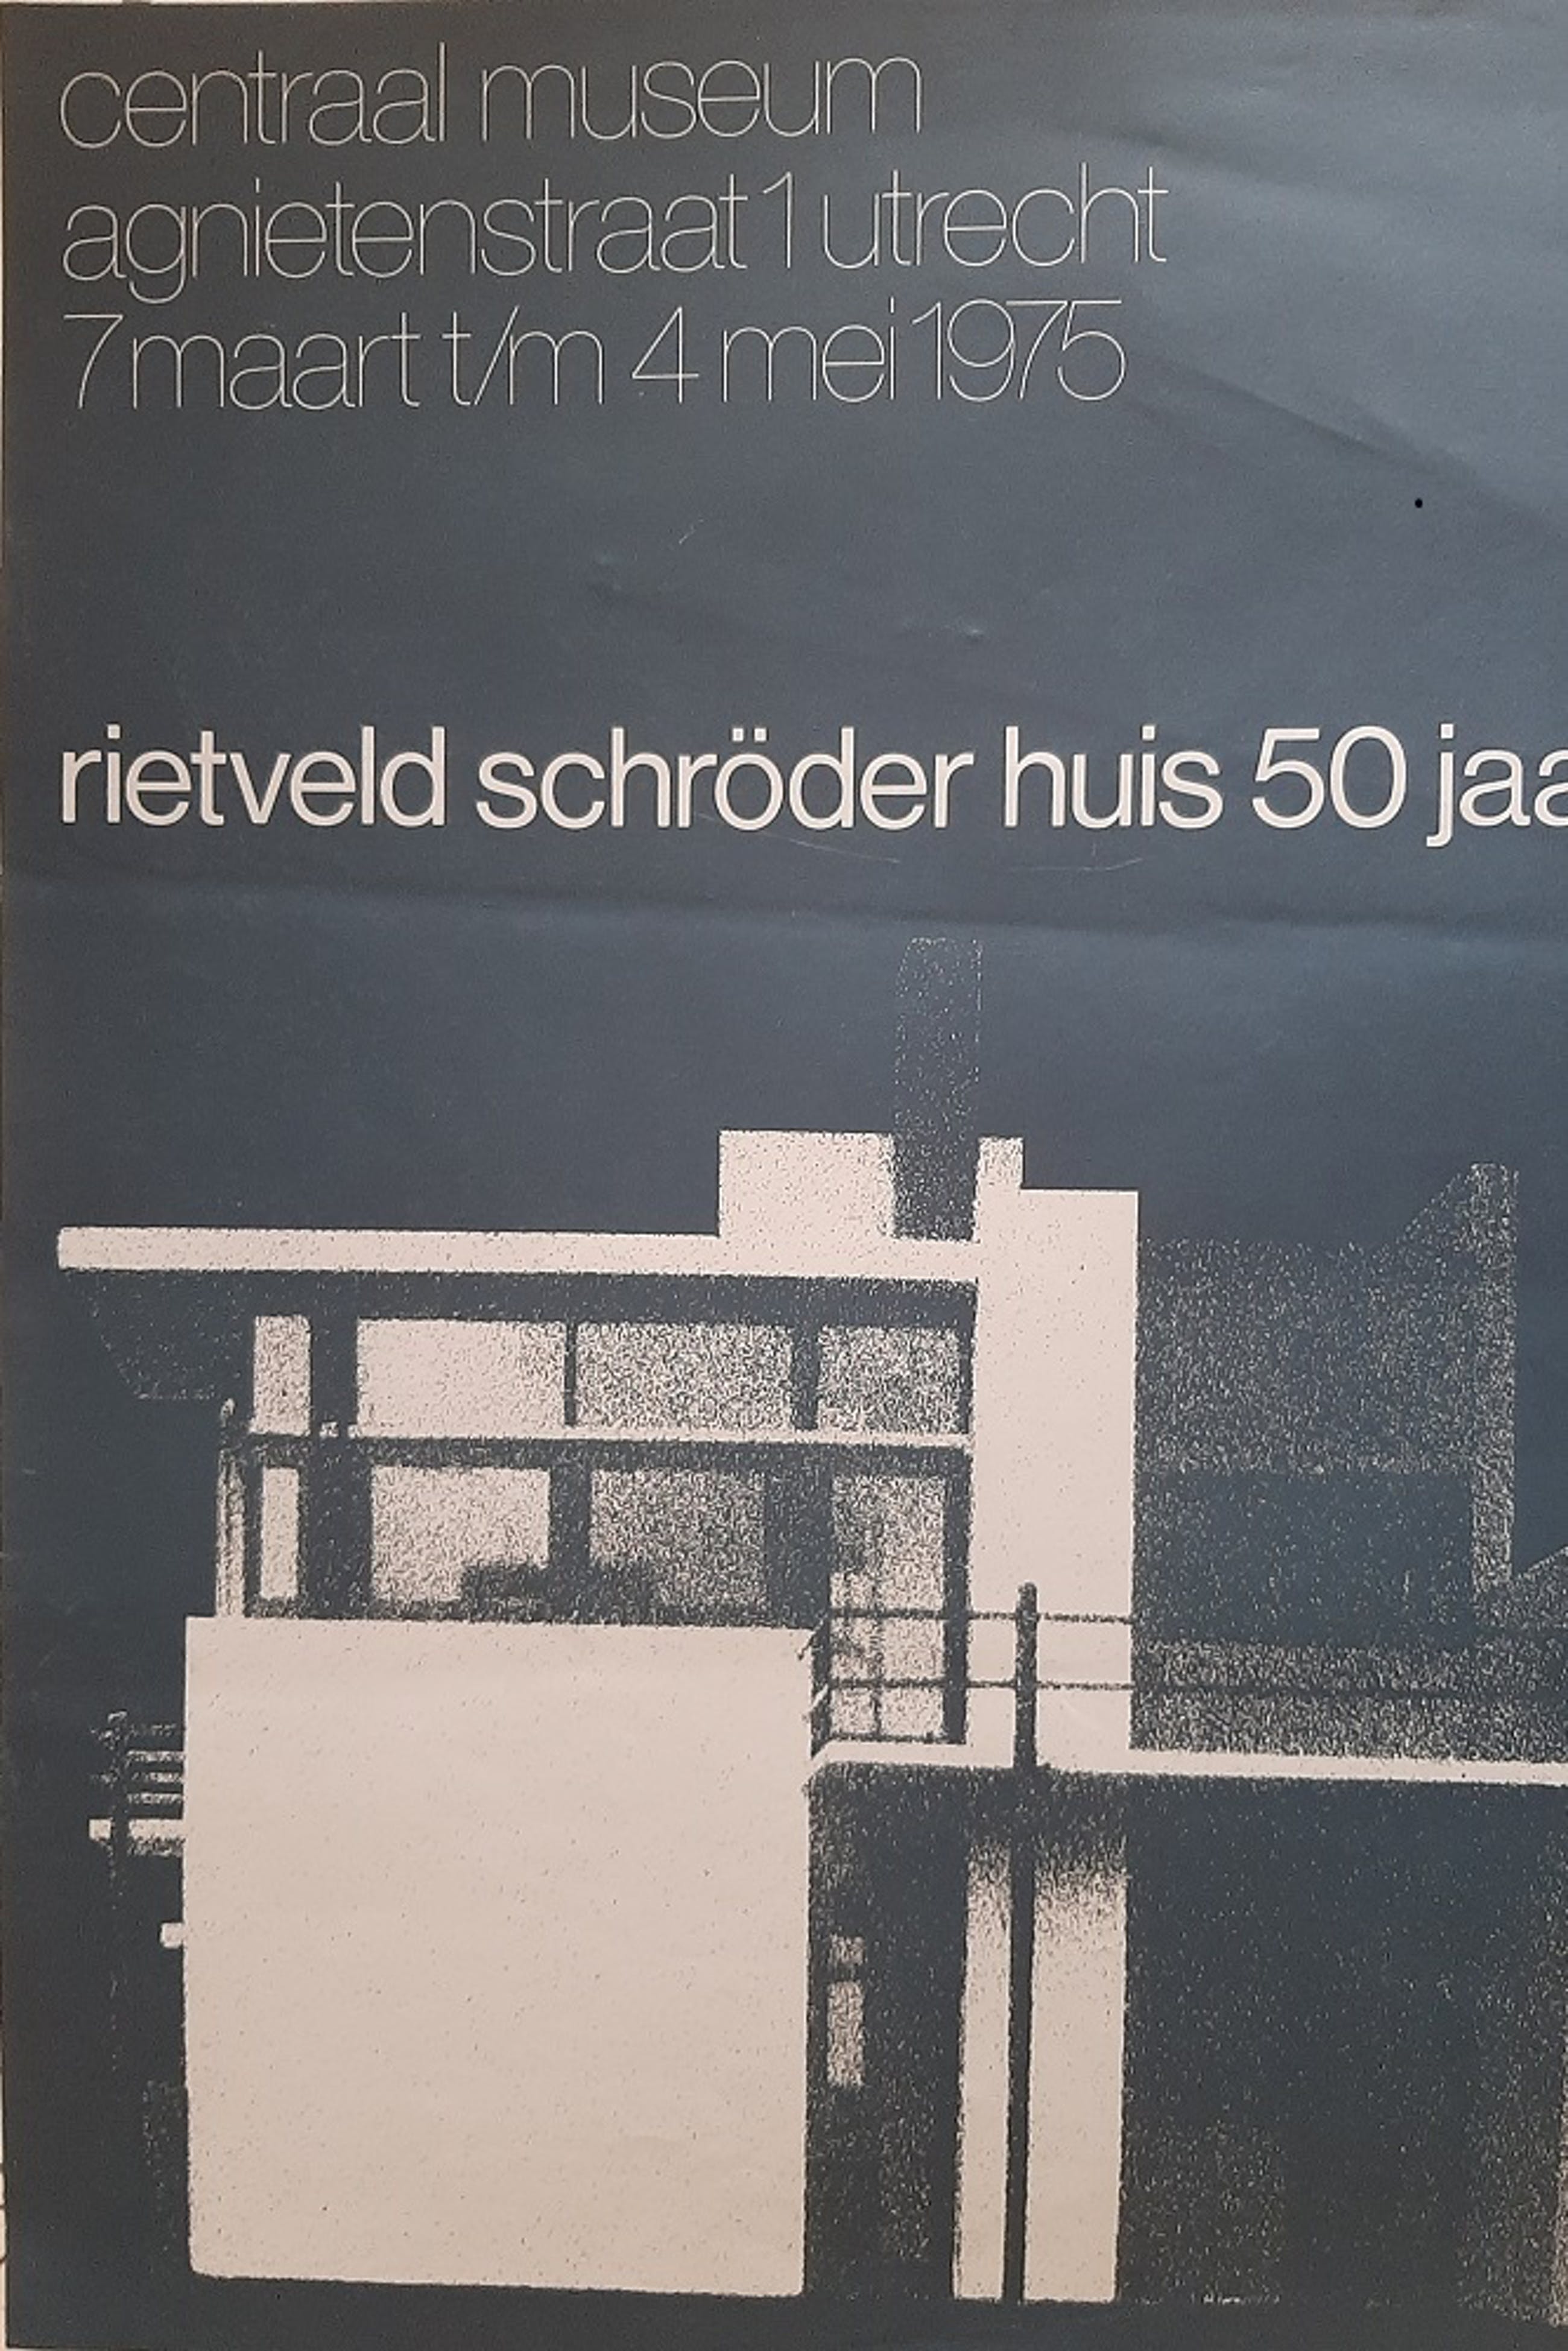 centraal museum
agnietenstraat 1 utrecht
7 maart t/m 4 mei 1975
rietveld schröder huis 50 jaa